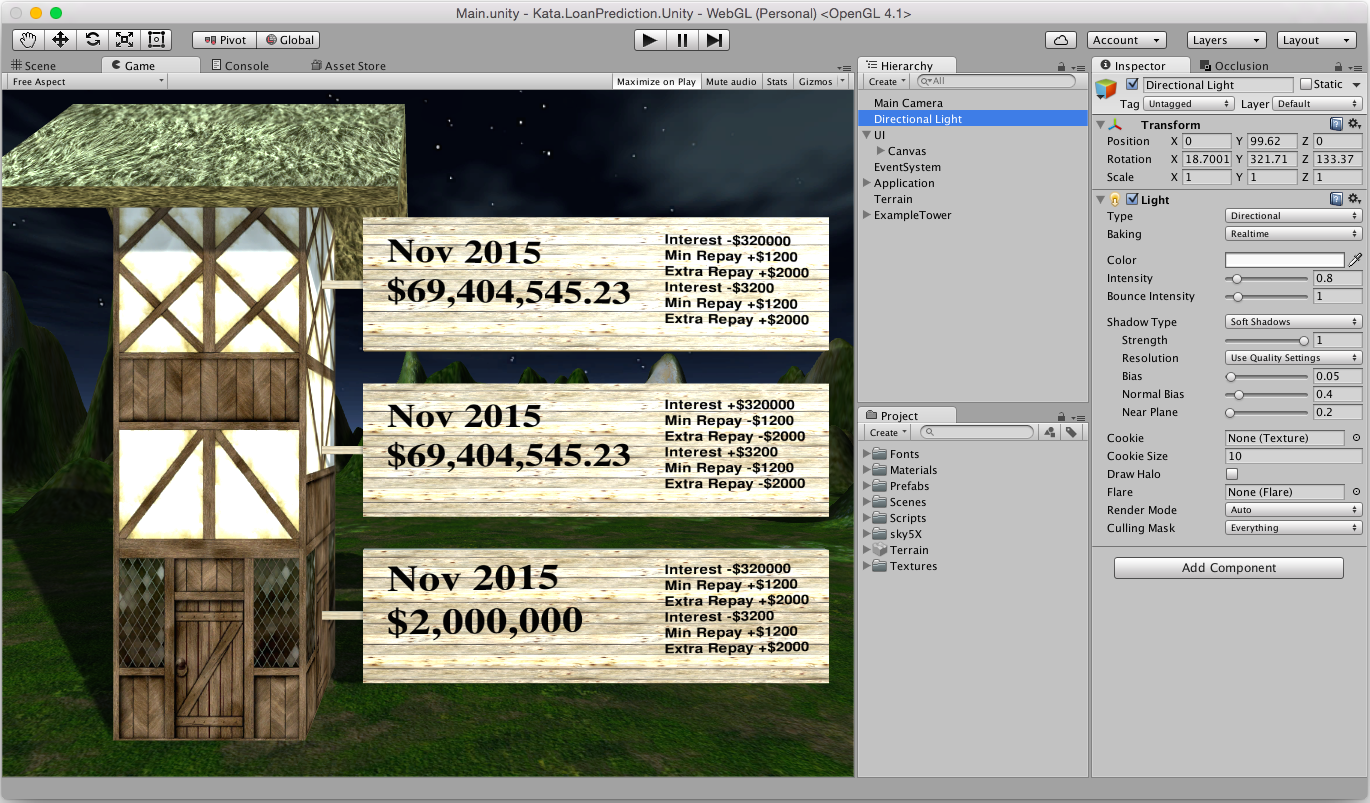 Main.unity - Kata.LoanPrediction.Unity - WebGL (Personal) <OpenGL 4.1>
Pivot Global Account Layers Layout
Scene Game Console Asset Store
Free Aspect Maximize on Play Mute audio Stats Gizmos
Nov 2015
$69,404,545.23
Interest -$320000
Min Repay +$1200
Extra Repay +$2000
Interest -$3200
Min Repay +$1200
Extra Repay +$2000
Nov 2015
$69,404,545.23
Interest +$320000
Min Repay -$1200
Extra Repay -$2000
Interest +$3200
Min Repay -$1200
Extra Repay -$2000
Nov 2015
$2,000,000
Interest -$320000
Min Repay +$1200
Extra Repay +$2000
Interest -$3200
Min Repay +$1200
Extra Repay +$2000
Hierarchy
Create All
Main Camera
Directional Light
UI
Canvas
EventSystem
Application
Terrain
ExampleTower
Project
Create
Fonts
Materials
Prefabs
Scenes
Scripts
sky5X
Terrain
Textures
Inspector Occlusion
Directional Light Static
Tag Untagged Layer Default
Transform
Position X 0 Y 99.62 Z 0
Rotation X 18.7001 Y 321.71 Z 133.37
Scale X 1 Y 1 Z 1
Light
Type Directional
Baking Realtime
Color
Intensity 0.8
Bounce Intensity 1
Shadow Type Soft Shadows
Strength 1
Resolution Use Quality Settings
Bias 0.05
Normal Bias 0.4
Near Plane 0.2
Cookie None (Texture)
Cookie Size 10
Draw Halo
Flare None (Flare)
Render Mode Auto
Culling Mask Everything
Add Component